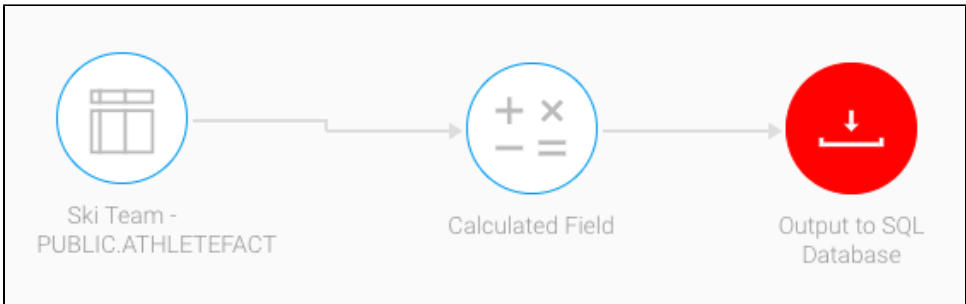 Ski Team -
PUBLIC.ATHLETEFACT
Calculated Field
Output to SQL
Database